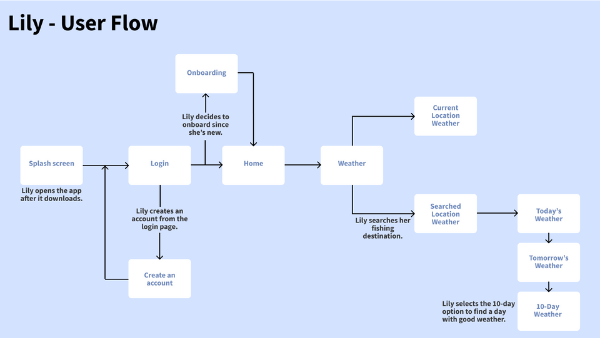 Lily - User Flow
Onboarding
Lily decides to
onboard since
she's new.
Current
Location
Weather
Splash screen
Login
Home
Weather
Lily opens the app
after it downloads.
Lily creates an
account from the
login page.
Lily searches her
fishing
destination.
Searched
Location
Weather
Today's
Weather
Create an
account
Tomorrow's
Weather
Lily selects the 10-day
option to find a day
with good weather.
10-Day
Weather